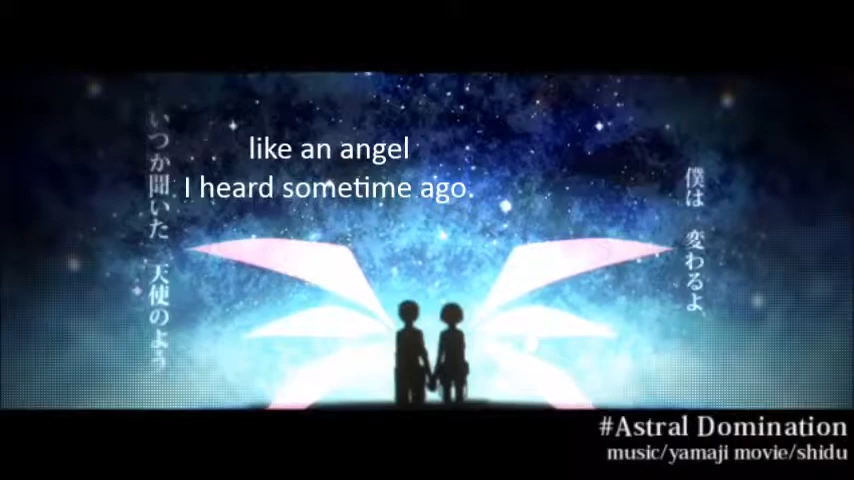 僕は 変わるよ
いつか聞いた 天使のよう
like an angel
I heard sometime ago.
#Astral Domination
music/yamaji movie/shidu